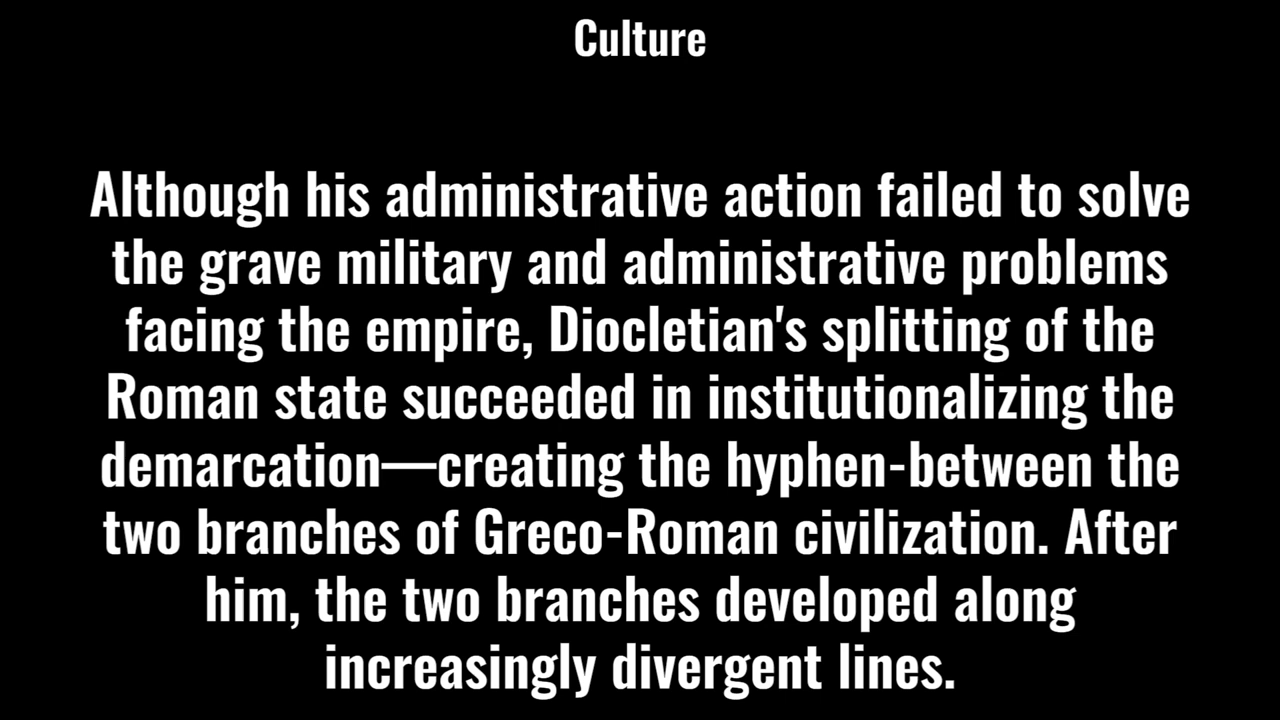 Culture
Although his administrative action failed to solve
the grave military and administrative problems
facing the empire, Diocletian's splitting of the
Roman state succeeded in institutionalizing the
demarcation—creating the hyphen-between the
two branches of Greco-Roman civilization. After
him, the two branches developed along
increasingly divergent lines.